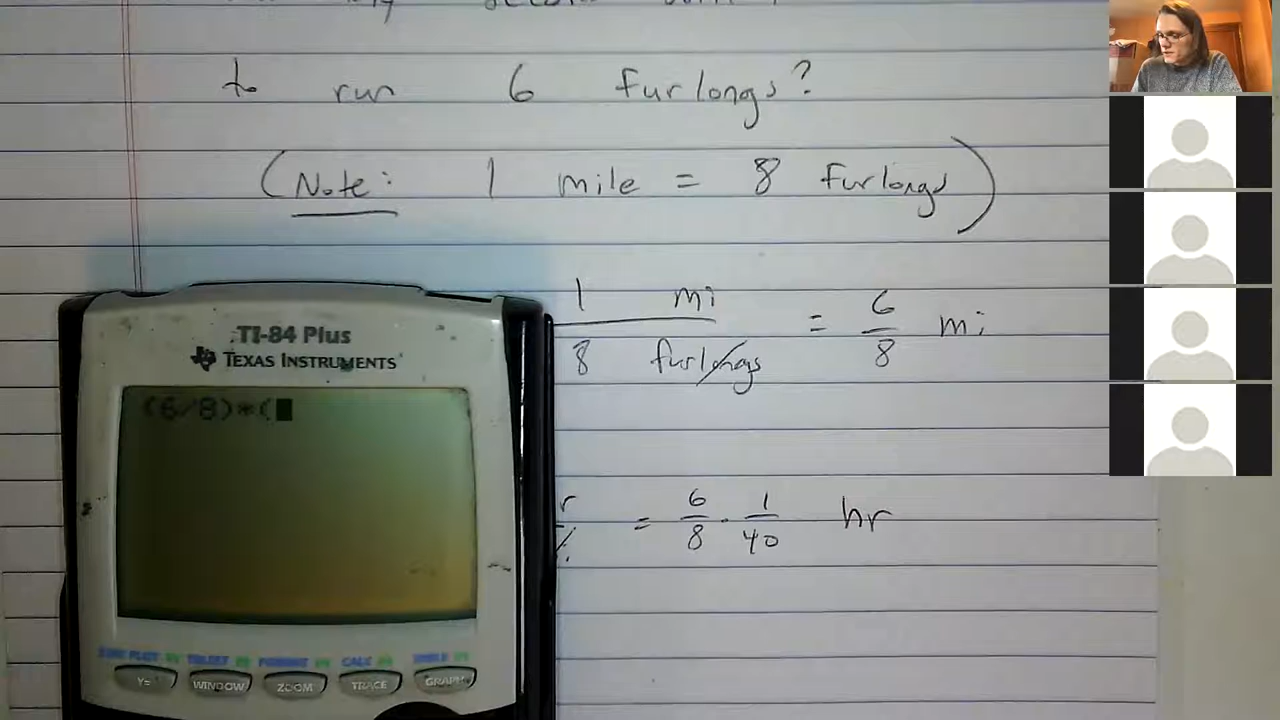 to run 6 furlongs?
(Note: 1 mile = 8 furlongs)
1 mi / 8 furlongs = 6/8 mi
TI-84 Plus
TEXAS INSTRUMENTS
(6/8)*(
r = 6/8 · 1/40 hr
Y= WINDOW ZOOM TRACE GRAPH